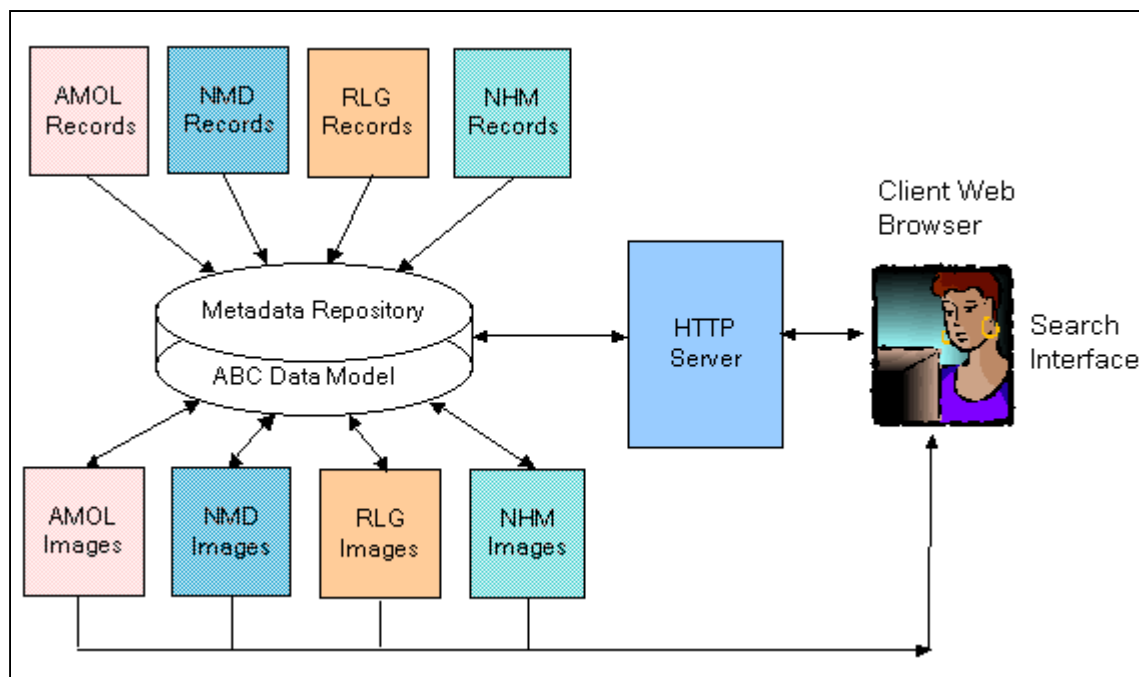 AMOL
Records
NMD
Records
RLG
Records
NHM
Records
Client Web
Browser
Metadata Repository
ABC Data Model
HTTP
Server
Search
Interface
AMOL
Images
NMD
Images
RLG
Images
NHM
Images